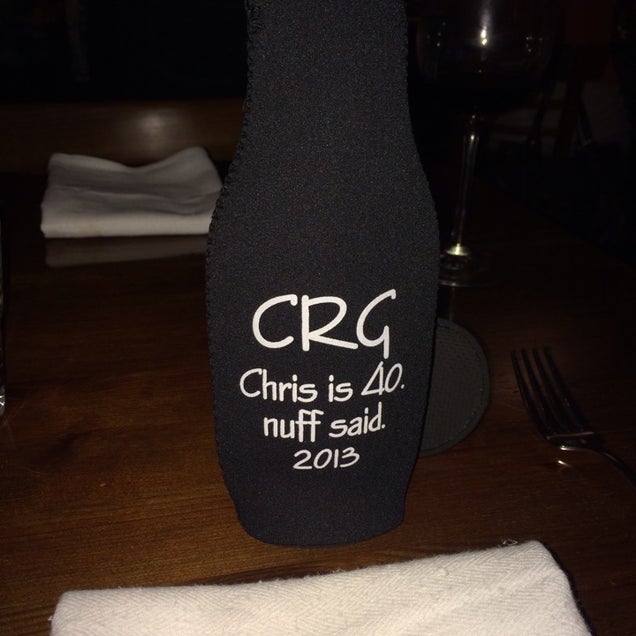 CRG
Chris is 40.
nuff said.
2013